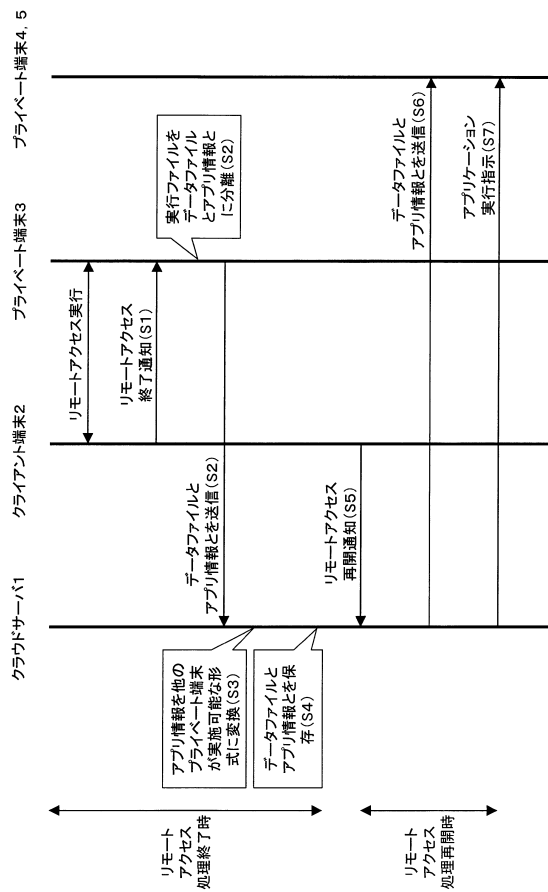 クラウドサーバ1
クライアント端末2
プライベート端末3
プライベート端末4, 5
リモートアクセス実行
リモートアクセス
終了通知(S1)
実行ファイルを
データファイル
とアプリ情報と
に分離(S2)
データファイルと
アプリ情報とを送信(S2)
アプリ情報を他の
プライベート端末
が実施可能な形
式に変換(S3)
データファイルと
アプリ情報とを保
存(S4)
リモートアクセス
再開通知(S5)
データファイルと
アプリ情報とを送信(S6)
アプリケーション
実行指示(S7)
リモート
アクセス
処理終了時
リモート
アクセス
処理再開時